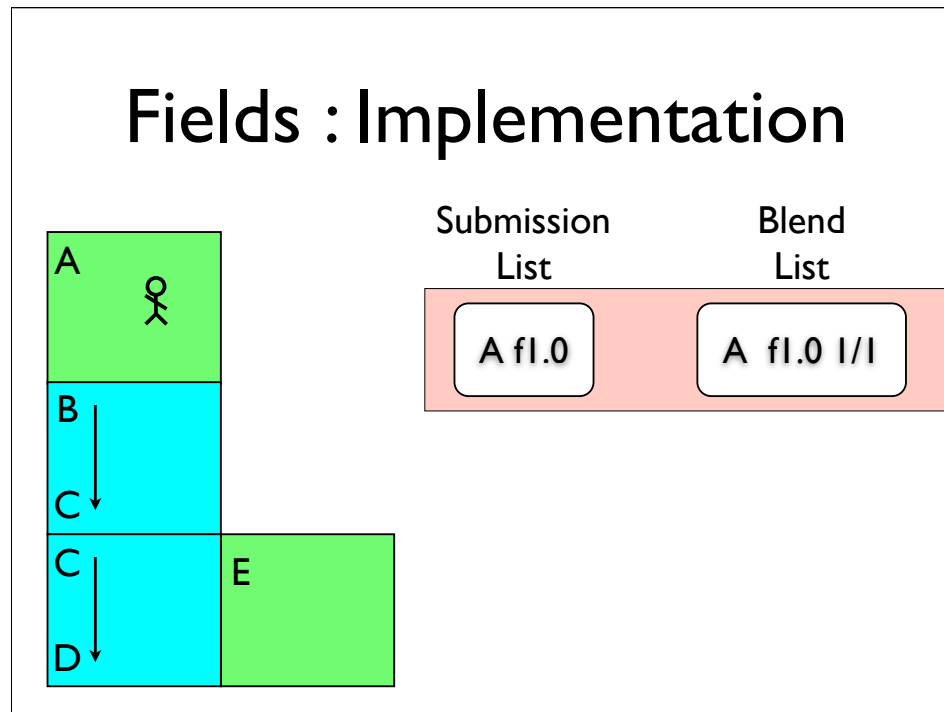 Fields : Implementation
Submission
List
Blend
List
A f1.0
A f1.0 1/1
A
B
C
C
D
E